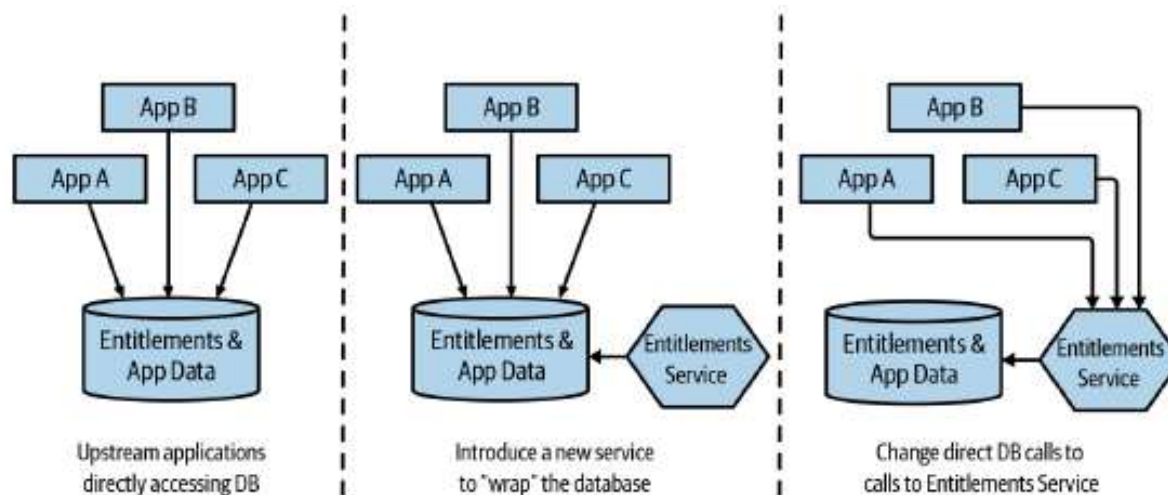 App B
App A
App C
Entitlements &
App Data
Upstream applications
directly accessing DB
App B
App A
App C
Entitlements &
App Data
Entitlements
Service
Introduce a new service
to "wrap" the database
App B
App A
App C
Entitlements &
App Data
Entitlements
Service
Change direct DB calls to
calls to Entitlements Service